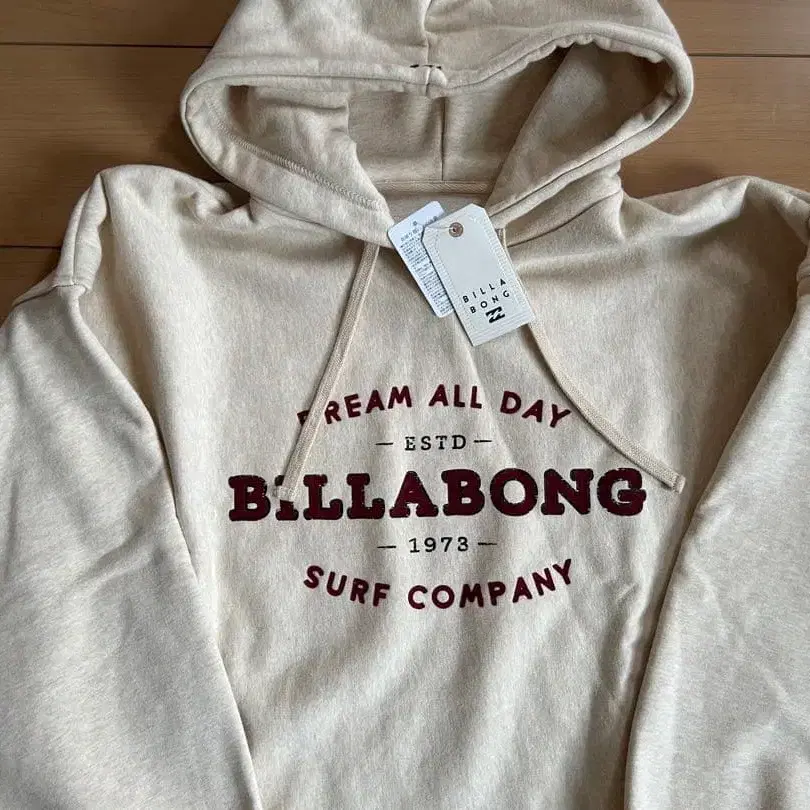 BILLA
BONG
DREAM ALL DAY
ESTD
BILLABONG
1973
SURF COMPANY